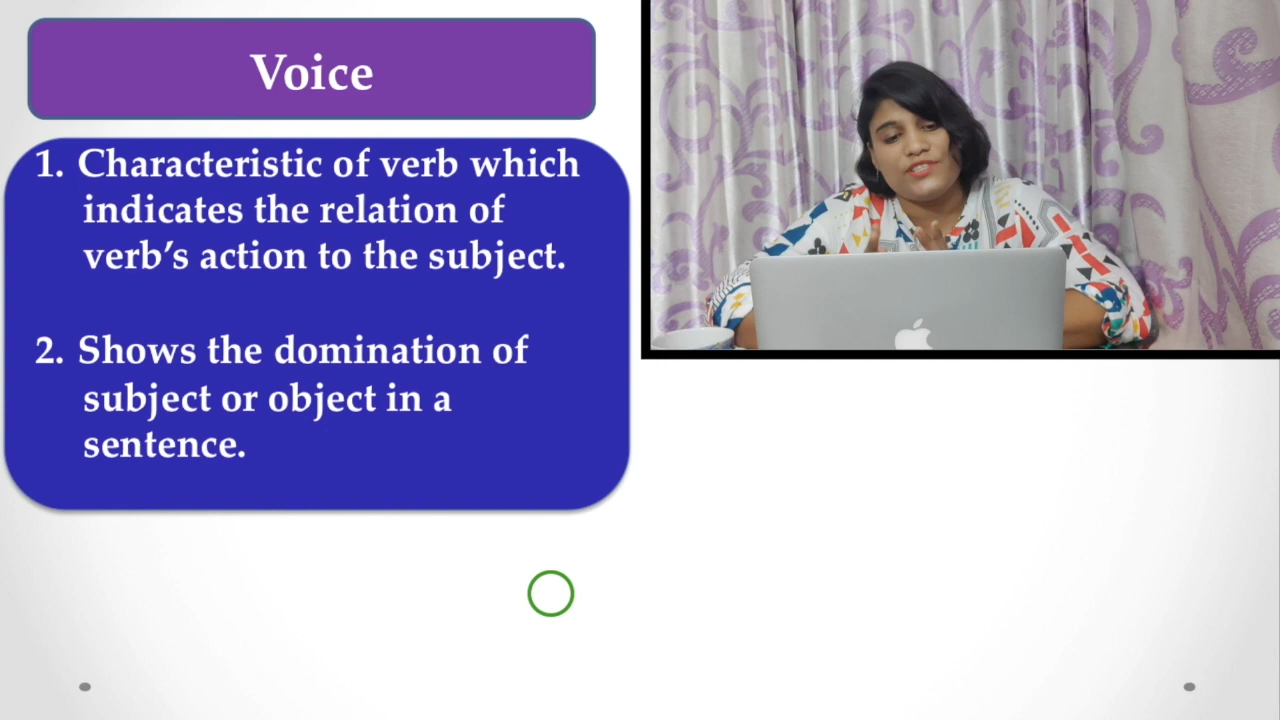 Voice
1. Characteristic of verb which
indicates the relation of
verb’s action to the subject.
2. Shows the domination of
subject or object in a
sentence.